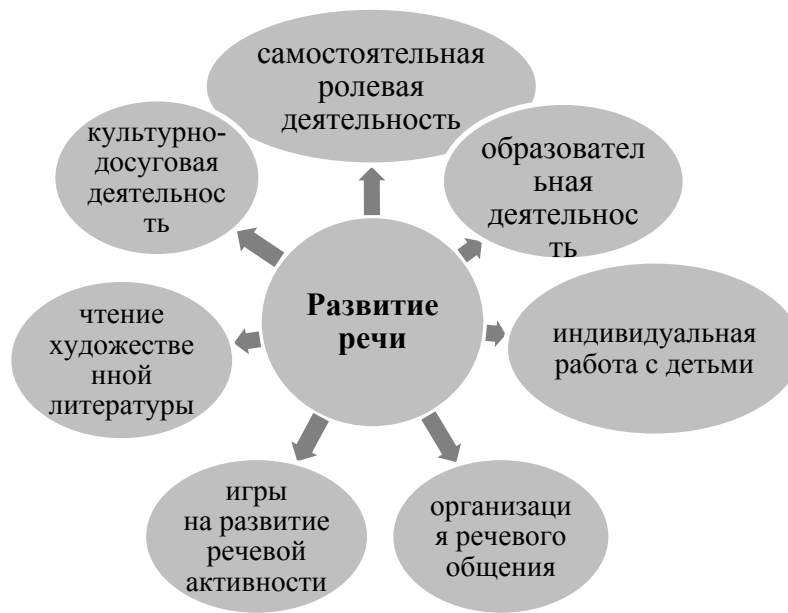 самостоятельная
ролевая
деятельность
культурно-
досуговая
деятельнос
ть
образовател
ьная
деятельнос
ть
Развитие
речи
чтение
художестве
нной
литературы
индивидуальная
работа с детьми
игры
на развитие
речевой
активности
организаци
я речевого
общения